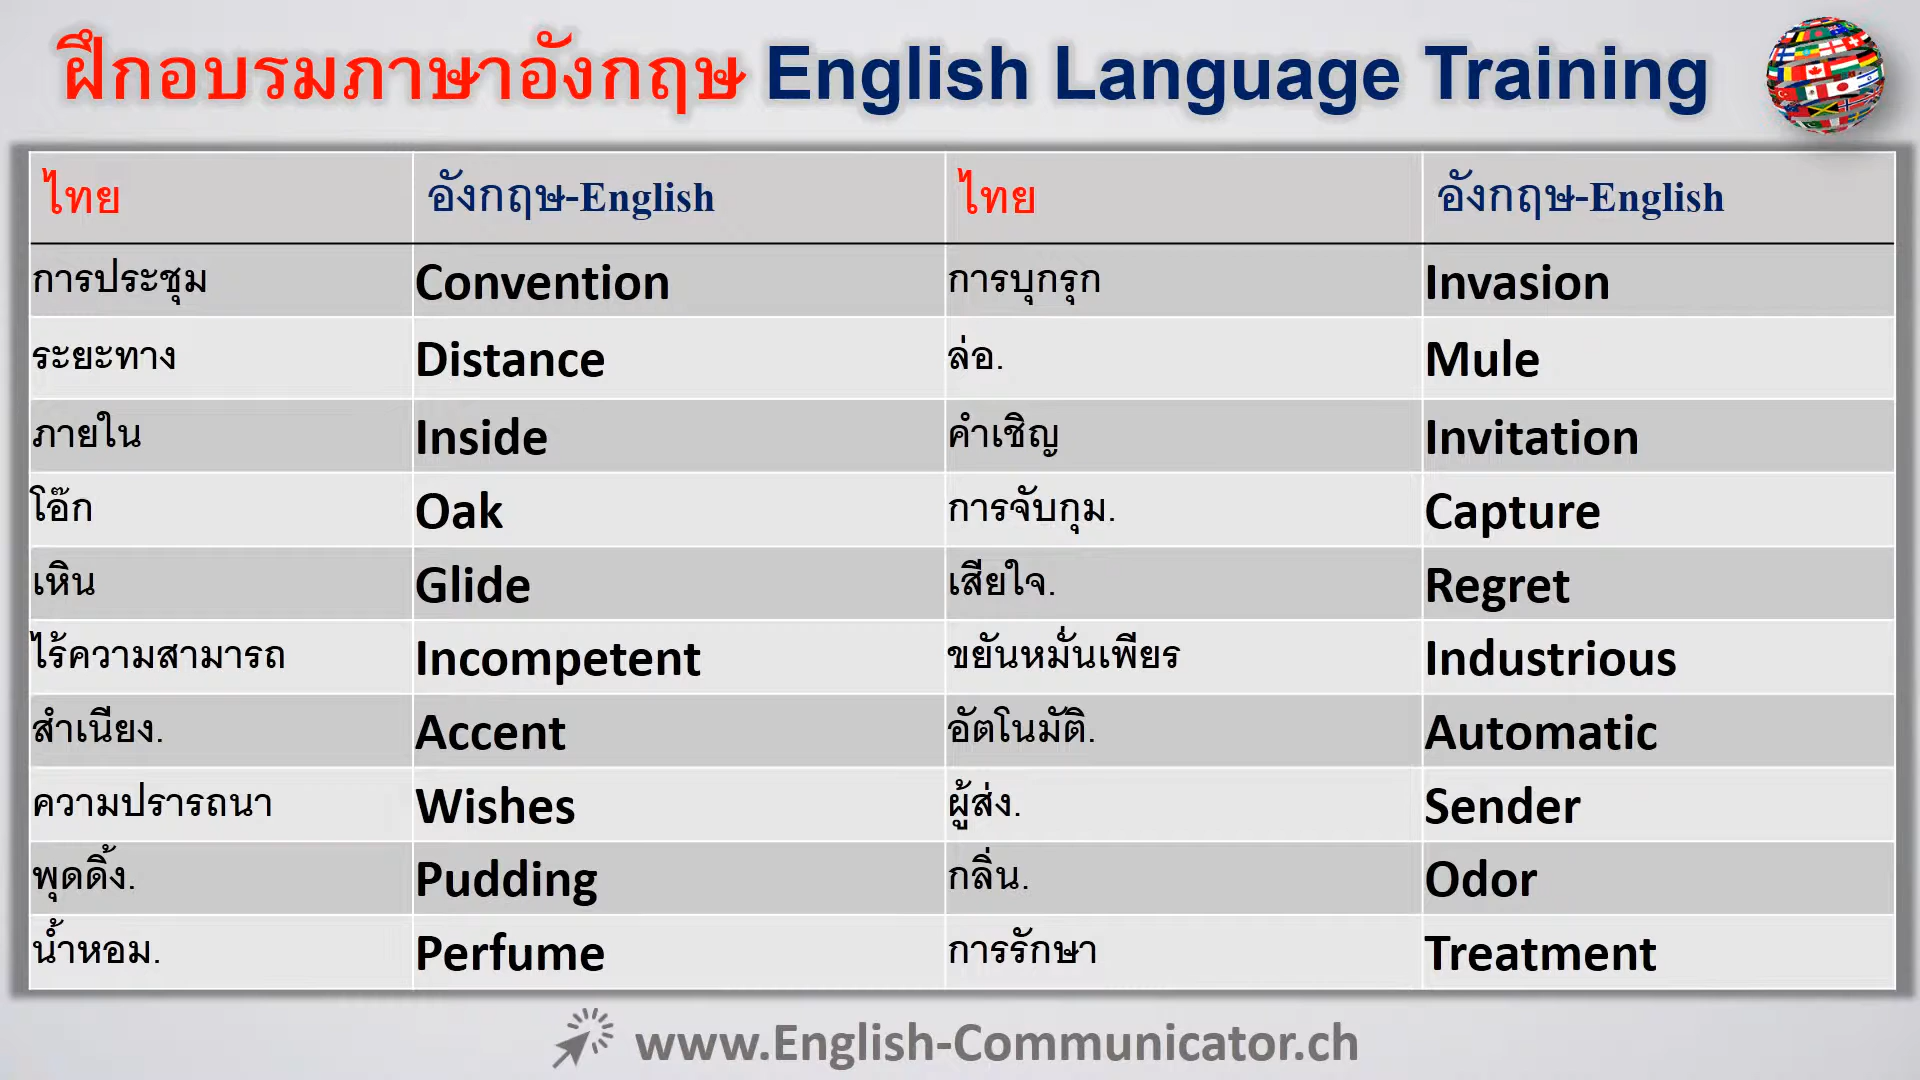 ฝึกอบรมภาษาอังกฤษ English Language Training
ไทย อังกฤษ-English ไทย อังกฤษ-English
การประชุม Convention การบุกรุก Invasion
ระยะทาง Distance ล่อ. Mule
ภายใน Inside คำเชิญ Invitation
โอ๊ก Oak การจับกุม. Capture
เหิน Glide เสียใจ. Regret
ไร้ความสามารถ Incompetent ขยันหมั่นเพียร Industrious
สำเนียง. Accent อัตโนมัติ. Automatic
ความปรารถนา Wishes ผู้ส่ง. Sender
พุดดิ้ง. Pudding กลิ่น. Odor
น้ำหอม. Perfume การรักษา Treatment
www.English-Communicator.ch